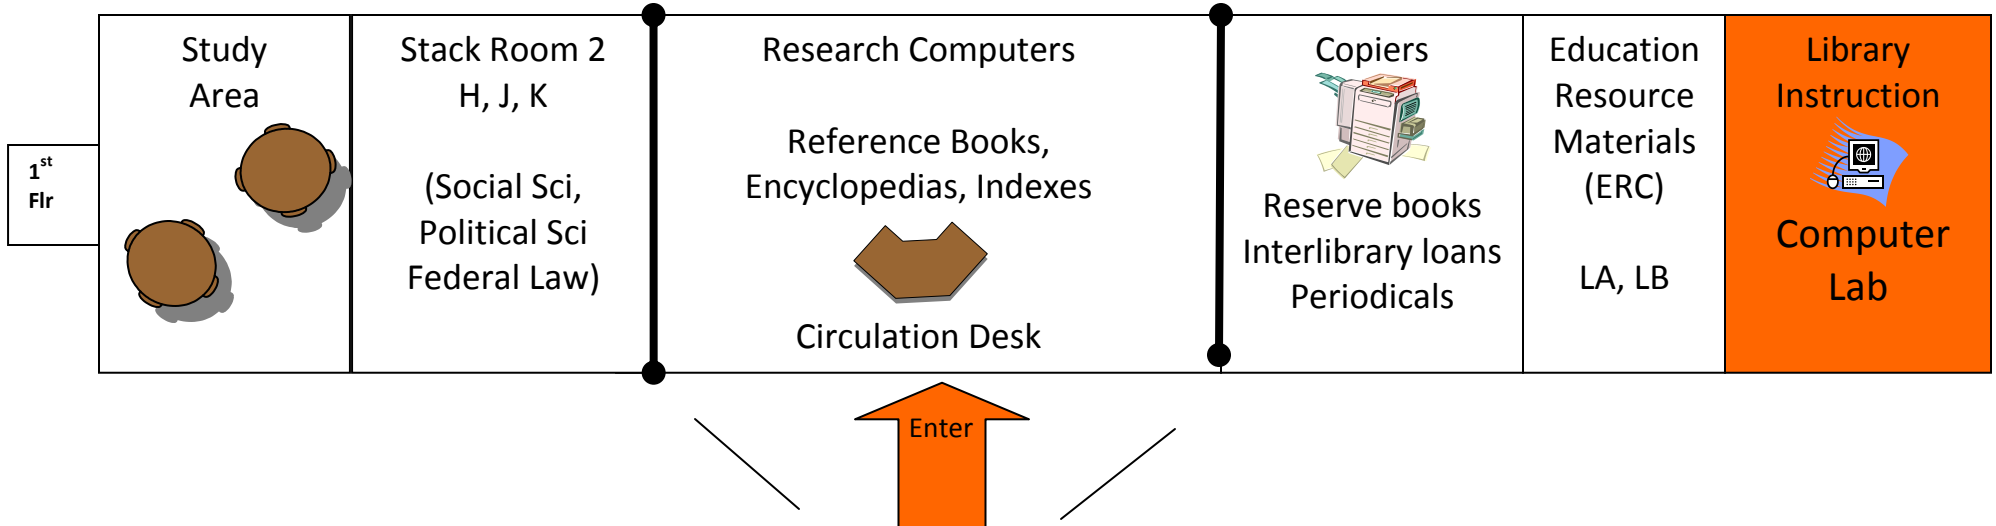 1st
Flr
Study
Area
Stack Room 2
H, J, K
(Social Sci,
Political Sci
Federal Law)
Research Computers
Reference Books,
Encyclopedias, Indexes
Circulation Desk
Copiers
Reserve books
Interlibrary loans
Periodicals
Education
Resource
Materials
(ERC)
LA, LB
Library
Instruction
Computer
Lab
Enter